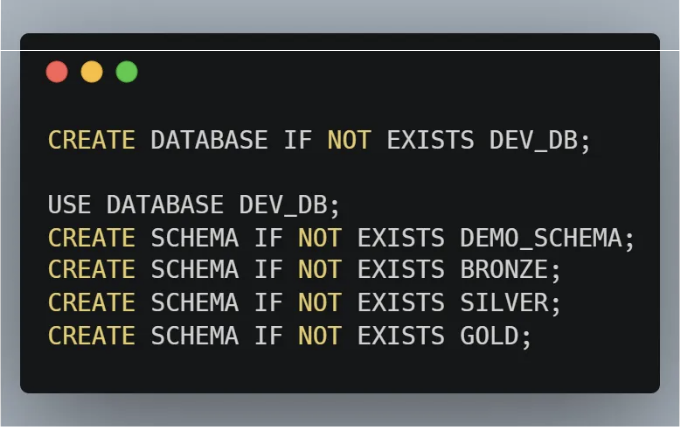 CREATE DATABASE IF NOT EXISTS DEV_DB;
USE DATABASE DEV_DB;
CREATE SCHEMA IF NOT EXISTS DEMO_SCHEMA;
CREATE SCHEMA IF NOT EXISTS BRONZE;
CREATE SCHEMA IF NOT EXISTS SILVER;
CREATE SCHEMA IF NOT EXISTS GOLD;